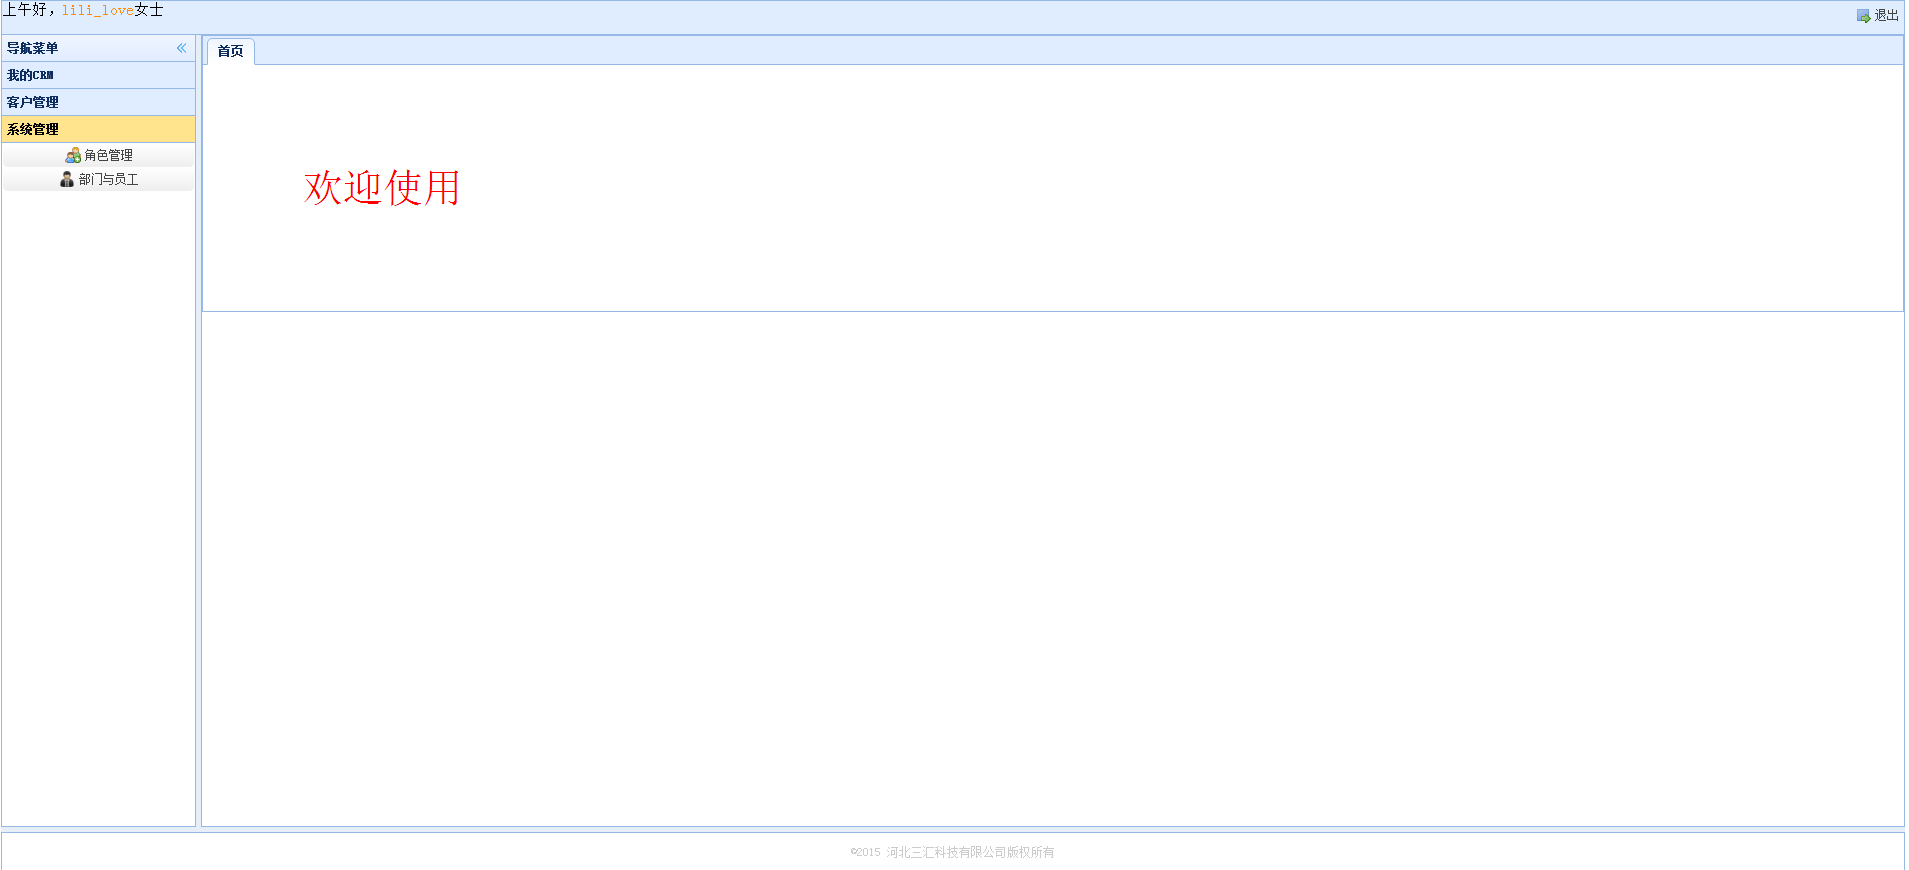 上午好，lili_love女士
退出
导航菜单
我的CRM
客户管理
系统管理
角色管理
部门与员工
首页
欢迎使用
©2015 河北三汇科技有限公司版权所有